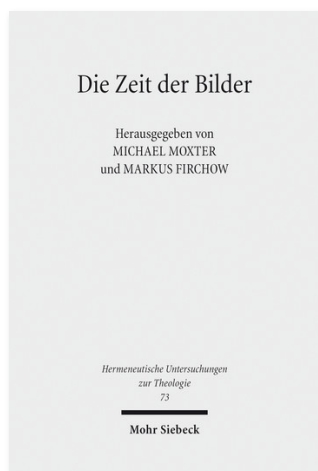 Die Zeit der Bilder
Herausgegeben von
MICHAEL MOXTER
und MARKUS FIRCHOW
Hermeneutische Untersuchungen
zur Theologie
73
Mohr Siebeck